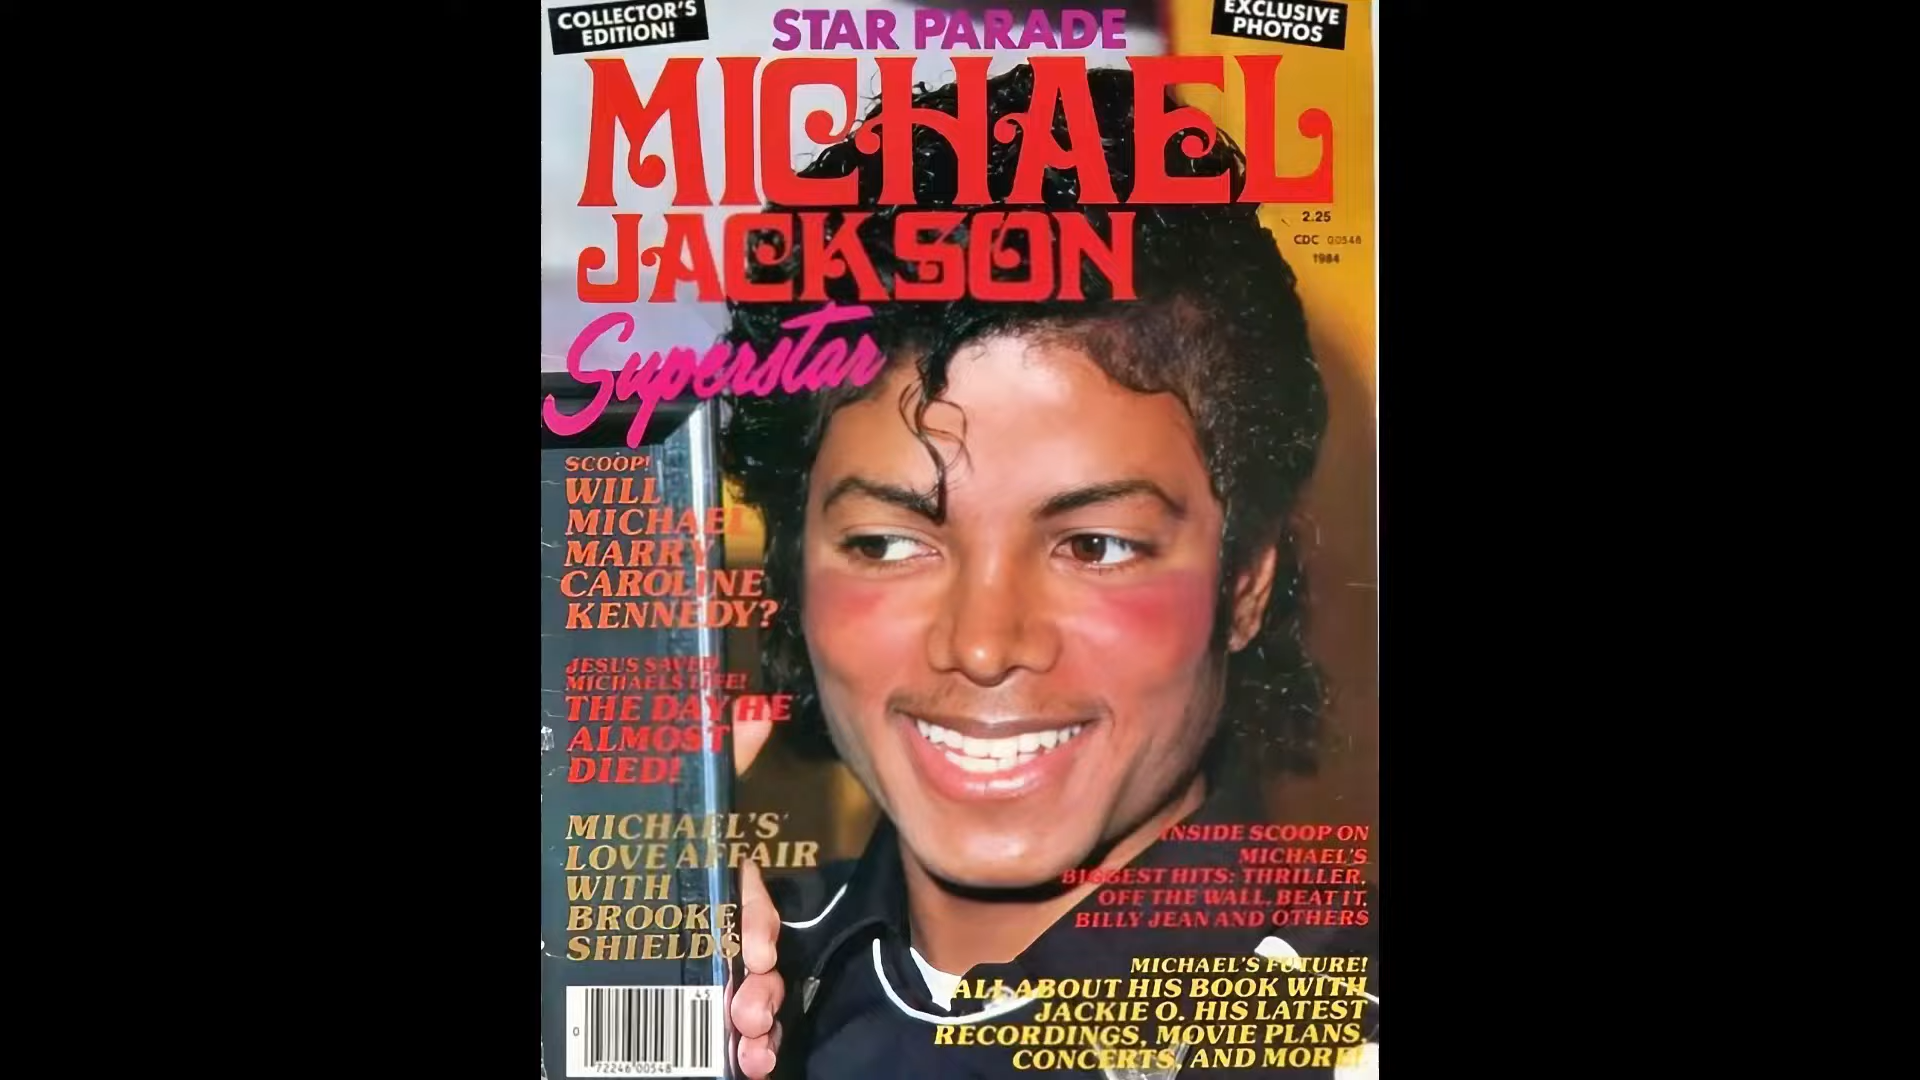 COLLECTOR'S
EDITION!
STAR PARADE
EXCLUSIVE
PHOTOS
MICHAEL
JACKSON
2.25
CDC 00548
1984
Superstar
SCOOP!
WILL
MICHAEL
MARRY
CAROLINE
KENNEDY?
JESUS SAVED
MICHAELS LIFE!
THE DAY HE
ALMOST
DIED!
MICHAEL'S
LOVE AFFAIR
WITH
BROOKE
SHIELDS
INSIDE SCOOP ON
MICHAEL'S
BIGGEST HITS: THRILLER,
OFF THE WALL, BEAT IT,
BILLY JEAN AND OTHERS
MICHAEL'S FUTURE!
ALL ABOUT HIS BOOK WITH
JACKIE O. HIS LATEST
RECORDINGS, MOVIE PLANS,
CONCERTS, AND MORE!
45
0
72246 00548